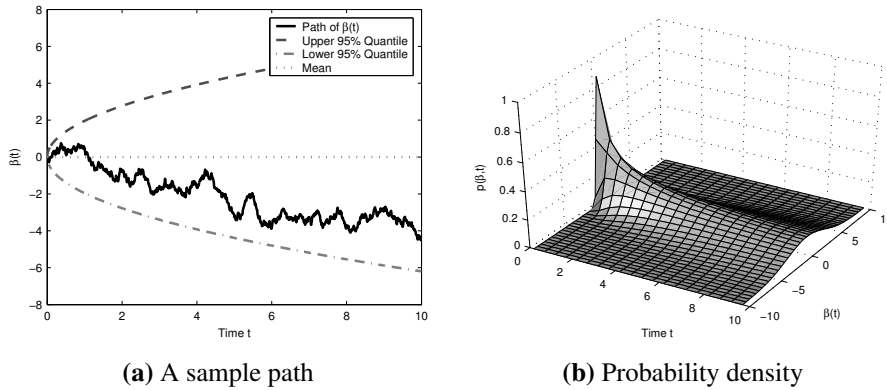 8
6
4
2
0
−2
−4
−6
−8
0 2 4 6 8 10
Time t
β(t)
Path of β(t)
Upper 95% Quantile
Lower 95% Quantile
Mean
(a) A sample path
1
0.8
0.6
0.4
0.2
0
p(β,t)
0
2
4
6
8
10
Time t
−10
−5
0
5
1
β(t)
(b) Probability density